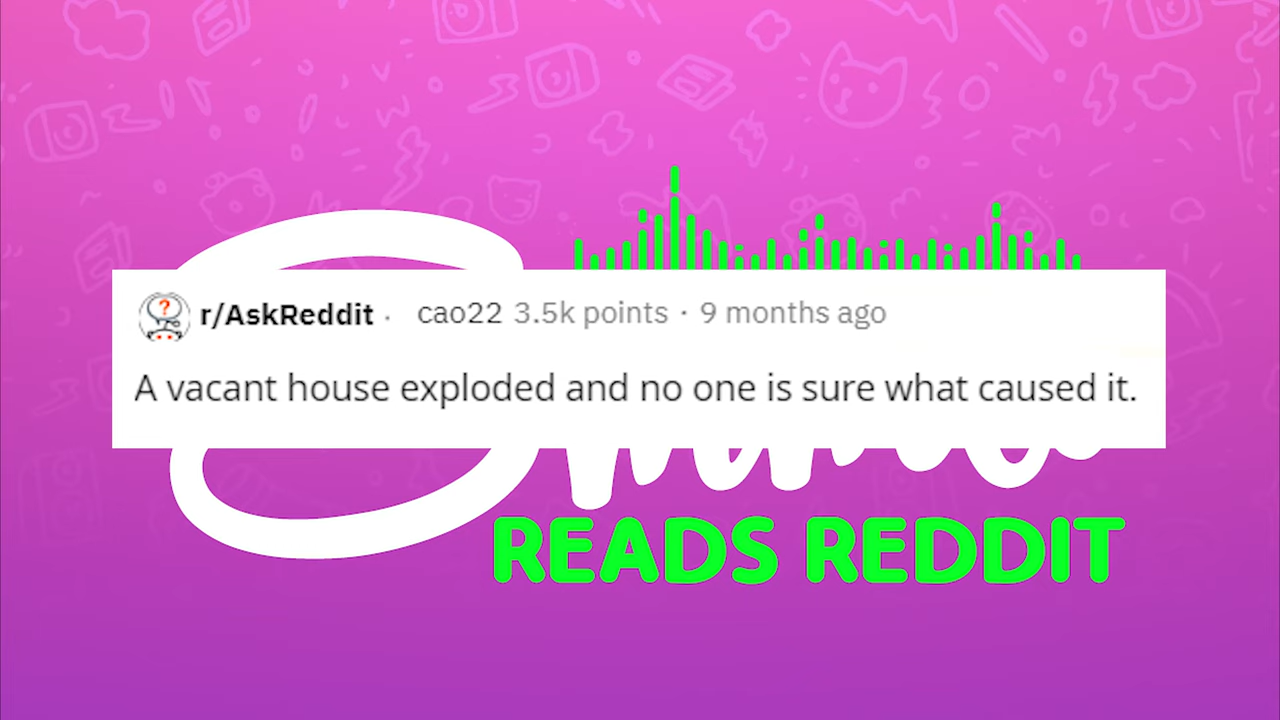 r/AskReddit · cao22 3.5k points · 9 months ago
A vacant house exploded and no one is sure what caused it.
READS REDDIT